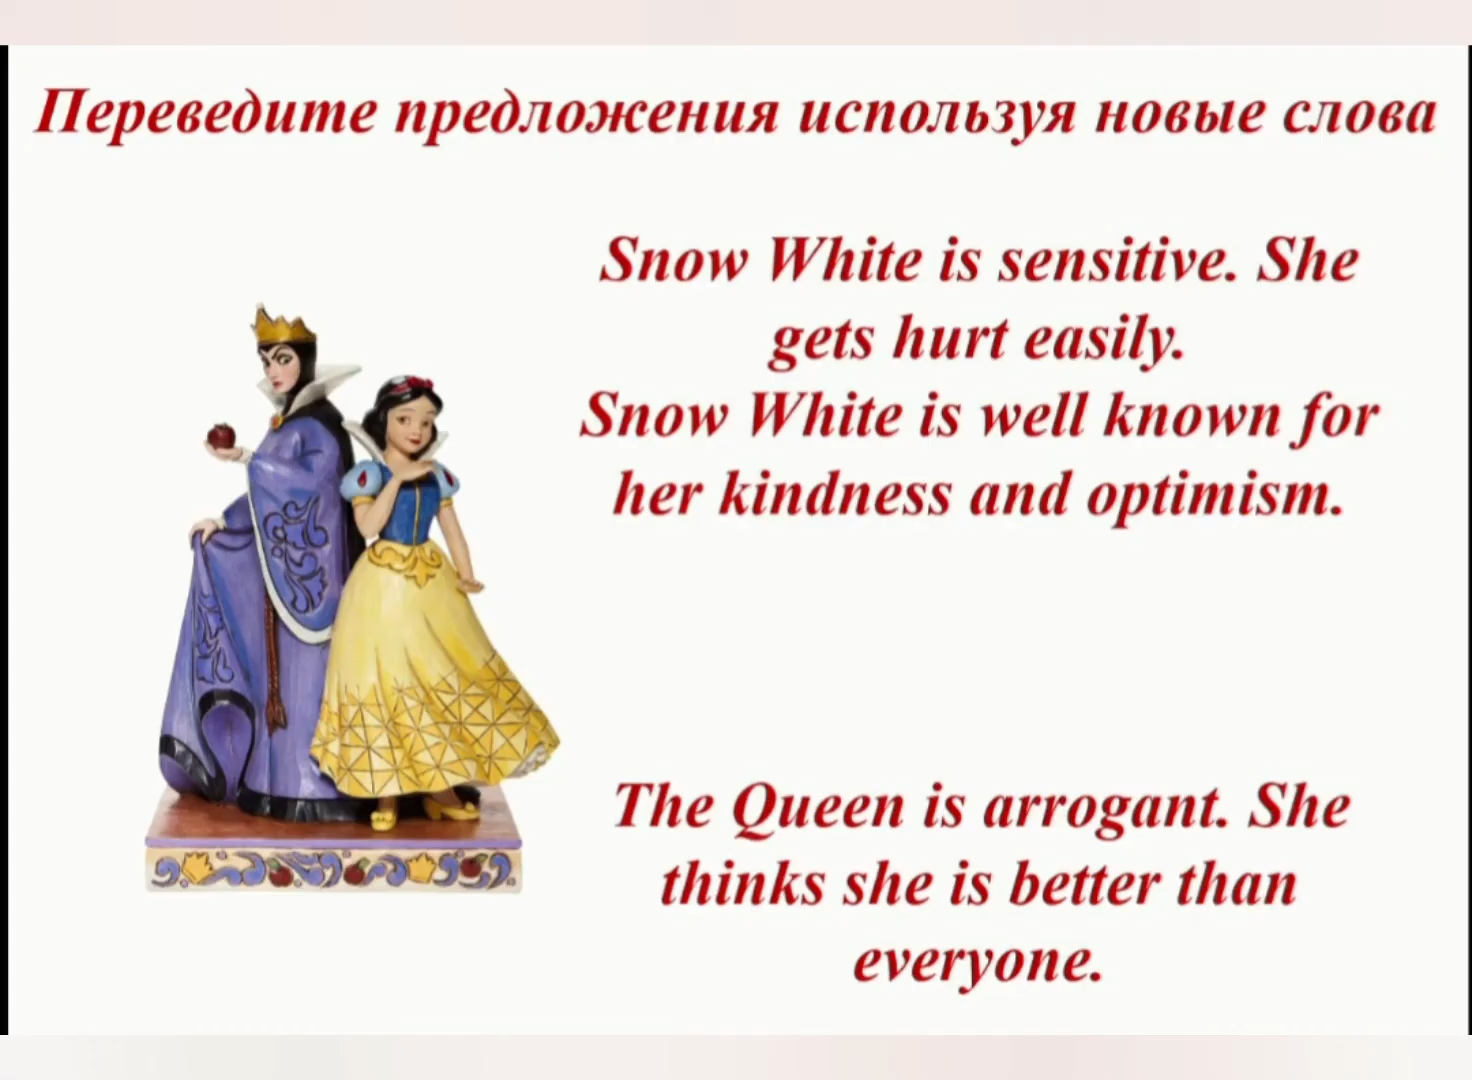 Переведите предложения используя новые слова
Snow White is sensitive. She
gets hurt easily.
Snow White is well known for
her kindness and optimism.
The Queen is arrogant. She
thinks she is better than
everyone.